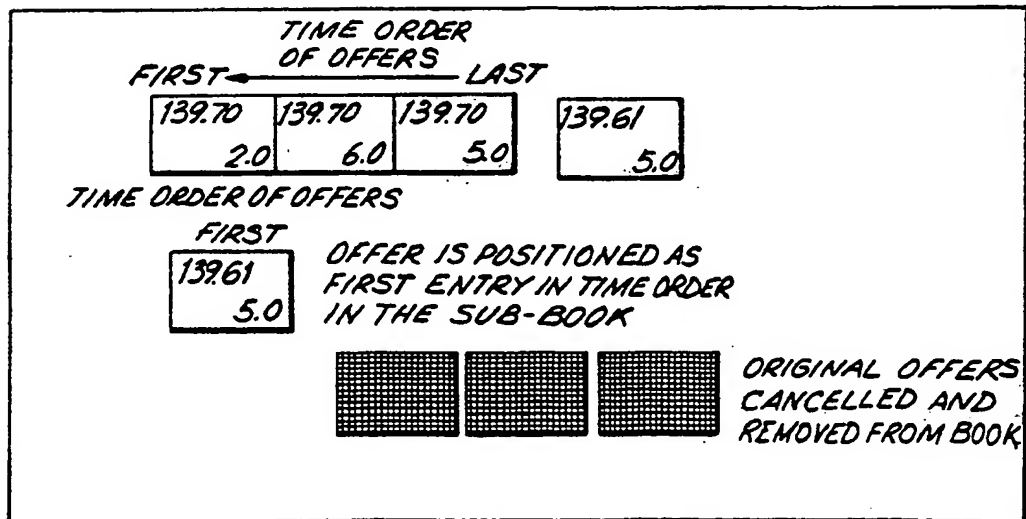 TIME ORDER
OF OFFERS
FIRST LAST
139.70 139.70 139.70 139.61
2.0 6.0 5.0 5.0
TIME ORDER OF OFFERS
FIRST
139.61
5.0
OFFER IS POSITIONED AS
FIRST ENTRY IN TIME ORDER
IN THE SUB-BOOK
ORIGINAL OFFERS
CANCELLED AND
REMOVED FROM BOOK